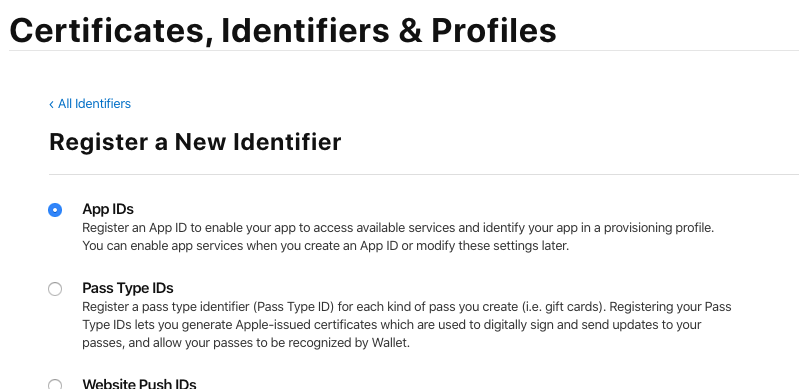 Certificates, Identifiers & Profiles
‹ All Identifiers
Register a New Identifier
App IDs
Register an App ID to enable your app to access available services and identify your app in a provisioning profile.
You can enable app services when you create an App ID or modify these settings later.
Pass Type IDs
Register a pass type identifier (Pass Type ID) for each kind of pass you create (i.e. gift cards). Registering your Pass
Type IDs lets you generate Apple-issued certificates which are used to digitally sign and send updates to your
passes, and allow your passes to be recognized by Wallet.
Website Push IDs